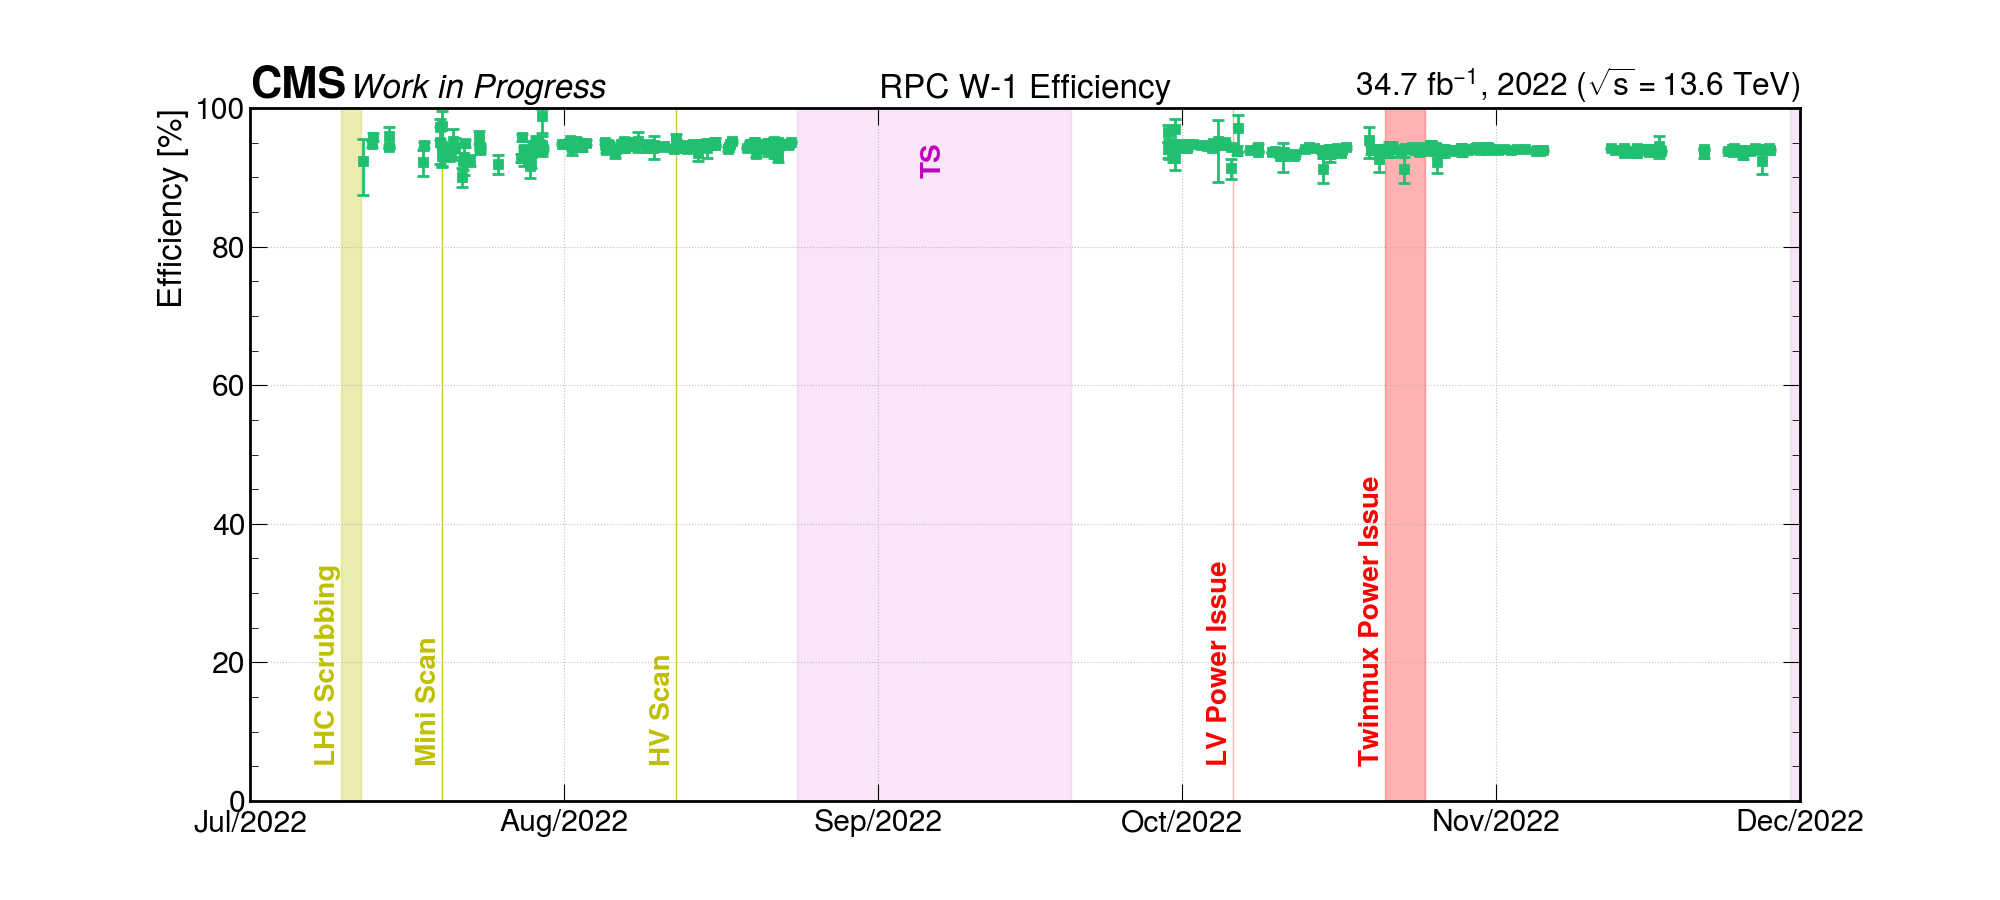 CMS Work in Progress RPC W-1 Efficiency 34.7 fb⁻¹, 2022 (√s = 13.6 TeV)
Efficiency [%]
100
80
60
40
20
0
TS
LHC Scrubbing
Mini Scan
HV Scan
LV Power Issue
Twinmux Power Issue
Jul/2022 Aug/2022 Sep/2022 Oct/2022 Nov/2022 Dec/2022